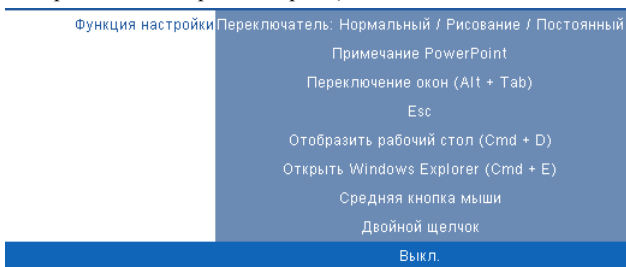 Функция настройки Переключатель: Нормальный / Рисование / Постоянный
Примечание PowerPoint
Переключение окон (Alt + Tab)
Esc
Отобразить рабочий стол (Cmd + D)
Открыть Windows Explorer (Cmd + E)
Средняя кнопка мыши
Двойной щелчок
Выкл.